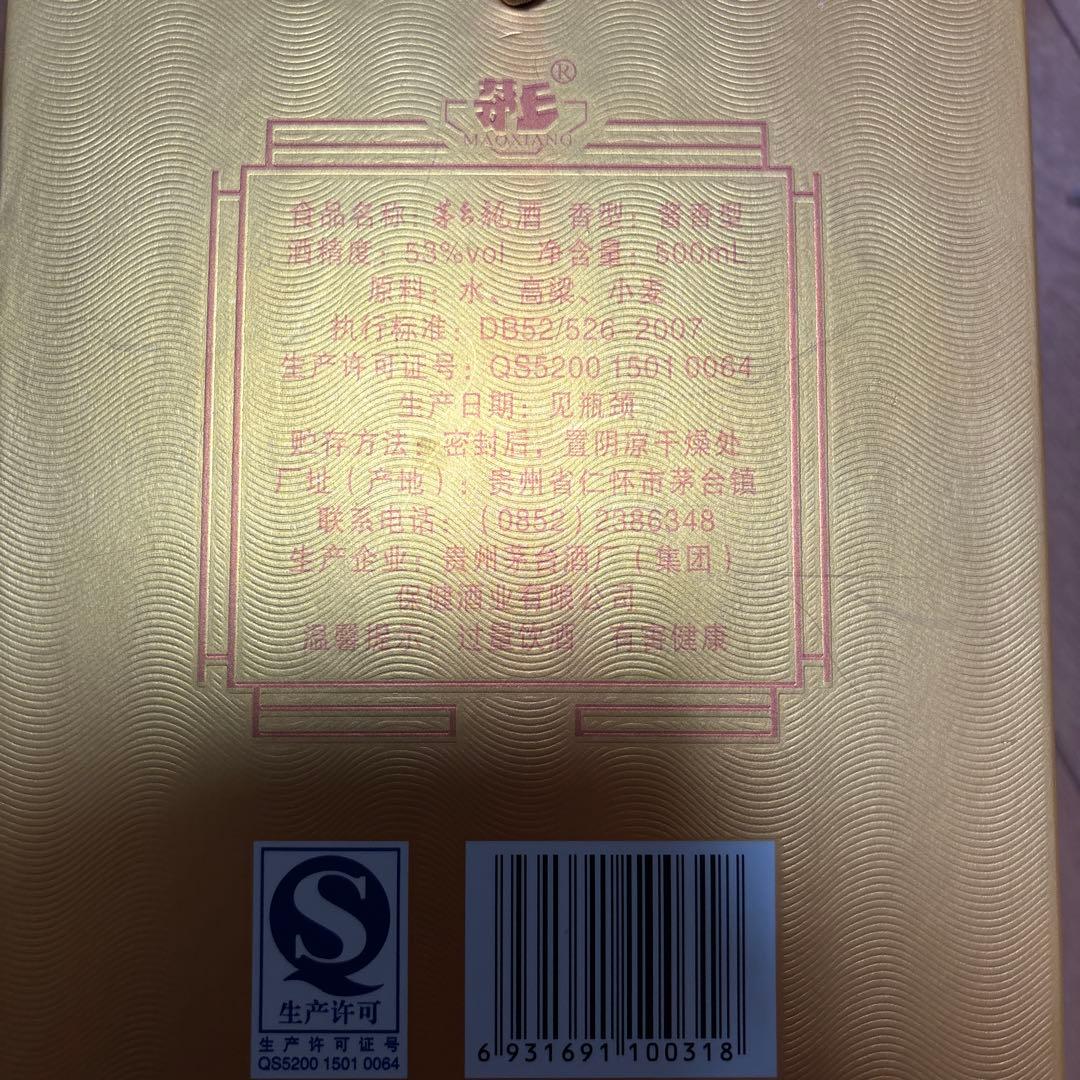 ®
MAOXIANG
食品名称：茅台龙酒 香型：酱香型
酒精度：53%vol 净含量：500mL
原料：水、高粱、小麦
执行标准：DB52/526-2007
生产许可证号：QS5200 1501 0064
生产日期：见瓶颈
贮存方法：密封后，置阴凉干燥处
厂址（产地）：贵州省仁怀市茅台镇
联系电话：（0852）2386348
生产企业：贵州茅台酒厂（集团）
保健酒业有限公司
温馨提示 过量饮酒 有害健康
生产许可
生产许可证号
QS5200 1501 0064
6 931691 100318